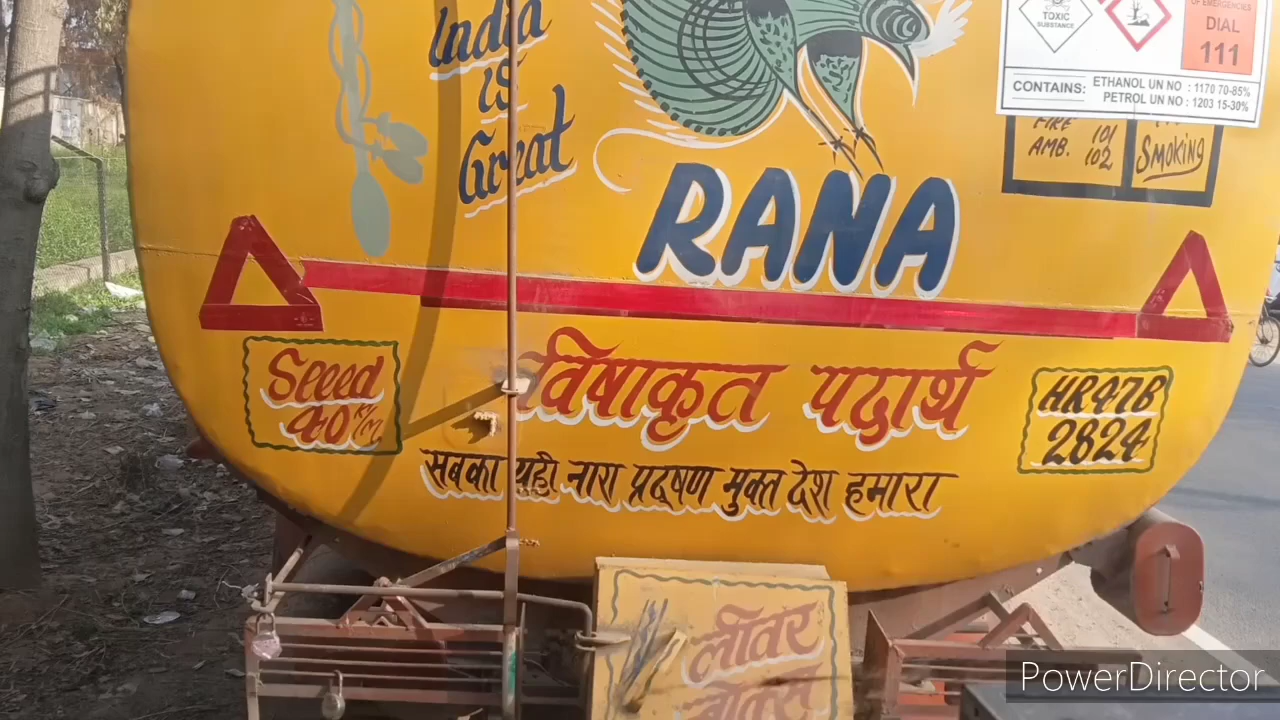 India
is
Great
TOXIC
SUBSTANCE
OF EMERGENCIES
DIAL
111
CONTAINS: ETHANOL UN NO : 1170 70-85%
PETROL UN NO : 1203 15-30%
FIRE 101
AMB. 102
SMOKING
RANA
Speed
40 K/M
विषाकृत पदार्थ
HR47B
2824
सबका यही नारा प्रदूषण मुक्त देश हमारा
लीवर
बोक्स
PowerDirector